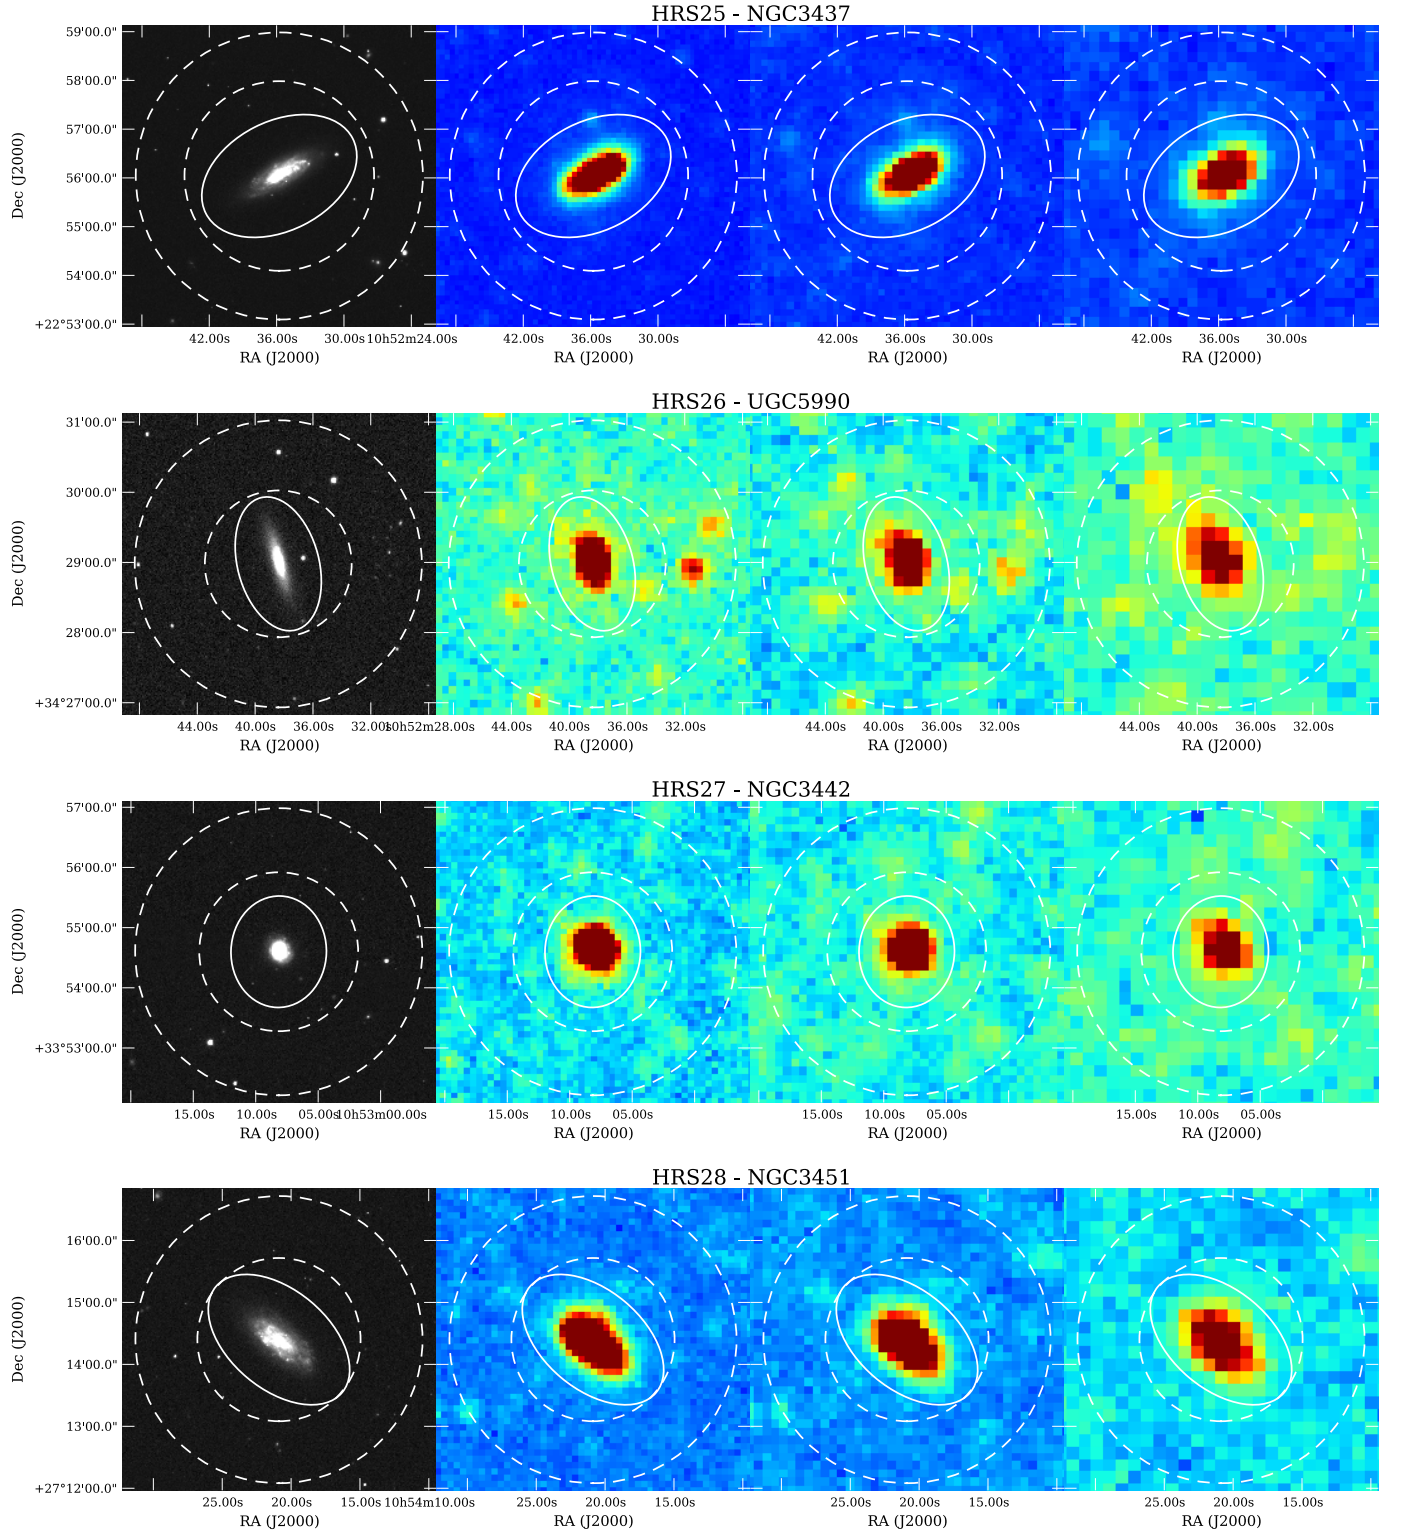 HRS25 - NGC3437
59'00.0"
58'00.0"
57'00.0"
56'00.0"
55'00.0"
54'00.0"
+22°53'00.0"
Dec (J2000)
42.00s 36.00s 30.00s 10h52m24.00s 42.00s 36.00s 30.00s 42.00s 36.00s 30.00s 42.00s 36.00s 30.00s
RA (J2000) RA (J2000) RA (J2000) RA (J2000)
HRS26 - UGC5990
31'00.0"
30'00.0"
29'00.0"
28'00.0"
+34°27'00.0"
Dec (J2000)
44.00s 40.00s 36.00s 32.00s 10h52m28.00s 44.00s 40.00s 36.00s 32.00s 44.00s 40.00s 36.00s 32.00s 44.00s 40.00s 36.00s 32.00s
RA (J2000) RA (J2000) RA (J2000) RA (J2000)
HRS27 - NGC3442
57'00.0"
56'00.0"
55'00.0"
54'00.0"
+33°53'00.0"
Dec (J2000)
15.00s 10.00s 05.00s 10h53m00.00s 15.00s 10.00s 05.00s 15.00s 10.00s 05.00s 15.00s 10.00s 05.00s
RA (J2000) RA (J2000) RA (J2000) RA (J2000)
HRS28 - NGC3451
16'00.0"
15'00.0"
14'00.0"
13'00.0"
+27°12'00.0"
Dec (J2000)
25.00s 20.00s 15.00s 10h54m10.00s 25.00s 20.00s 15.00s 25.00s 20.00s 15.00s 25.00s 20.00s 15.00s
RA (J2000) RA (J2000) RA (J2000) RA (J2000)